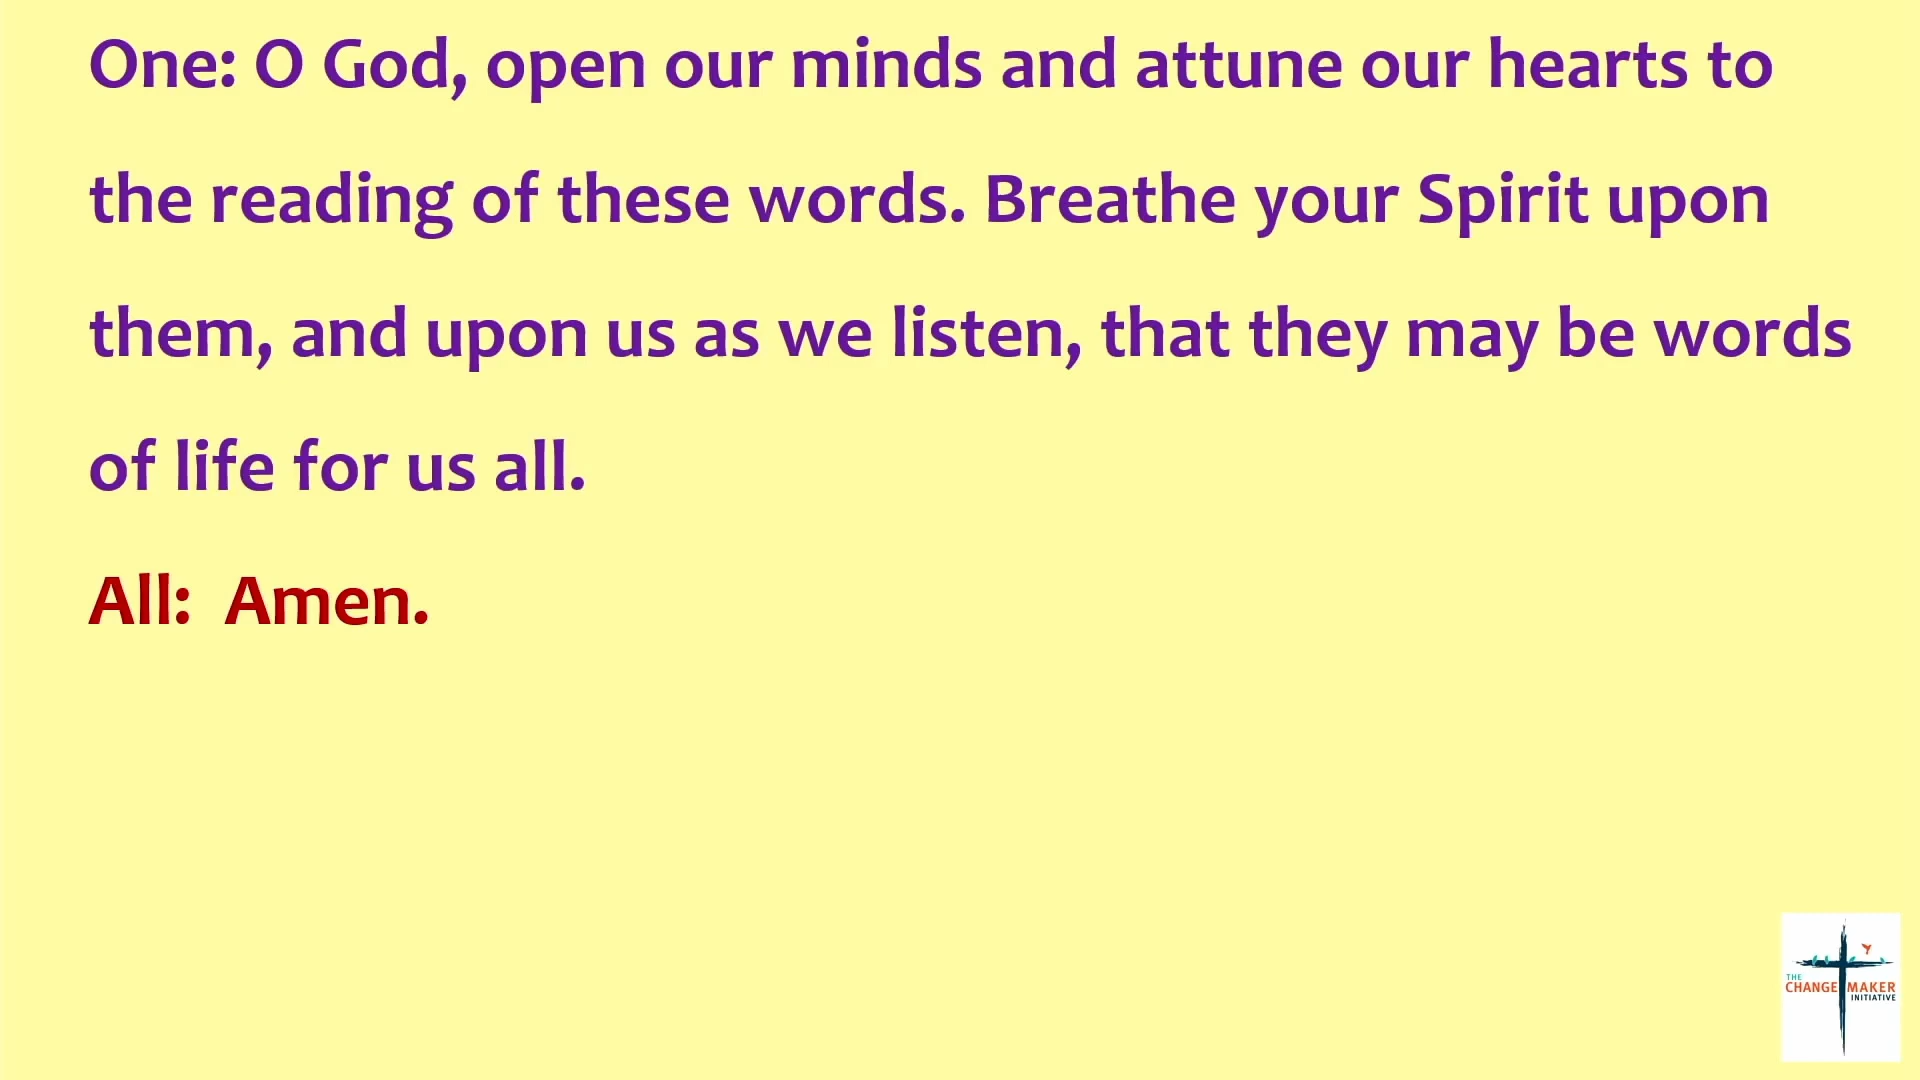 One: O God, open our minds and attune our hearts to
the reading of these words. Breathe your Spirit upon
them, and upon us as we listen, that they may be words
of life for us all.
All:  Amen.
THE
CHANGE MAKER
INITIATIVE